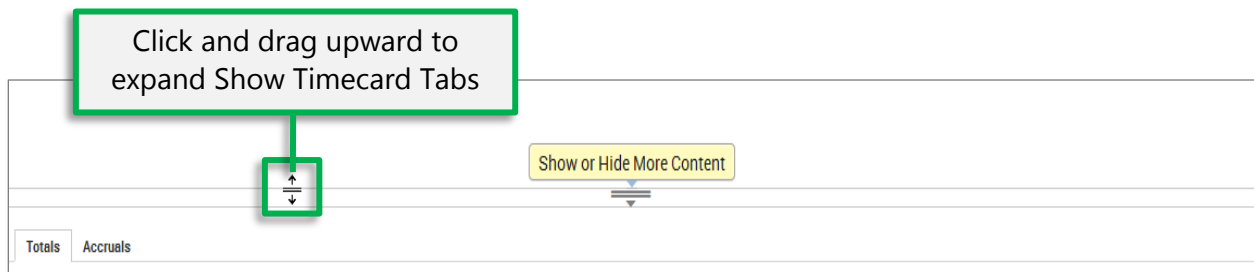 Click and drag upward to
expand Show Timecard Tabs
Show or Hide More Content
Totals Accruals